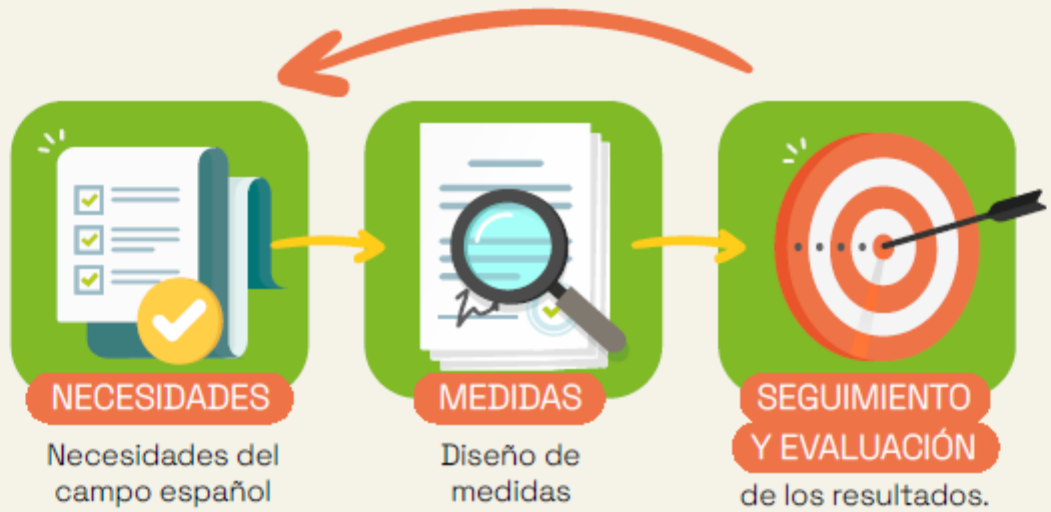 NECESIDADES
Necesidades del
campo español
MEDIDAS
Diseño de
medidas
SEGUIMIENTO
Y EVALUACIÓN
de los resultados.